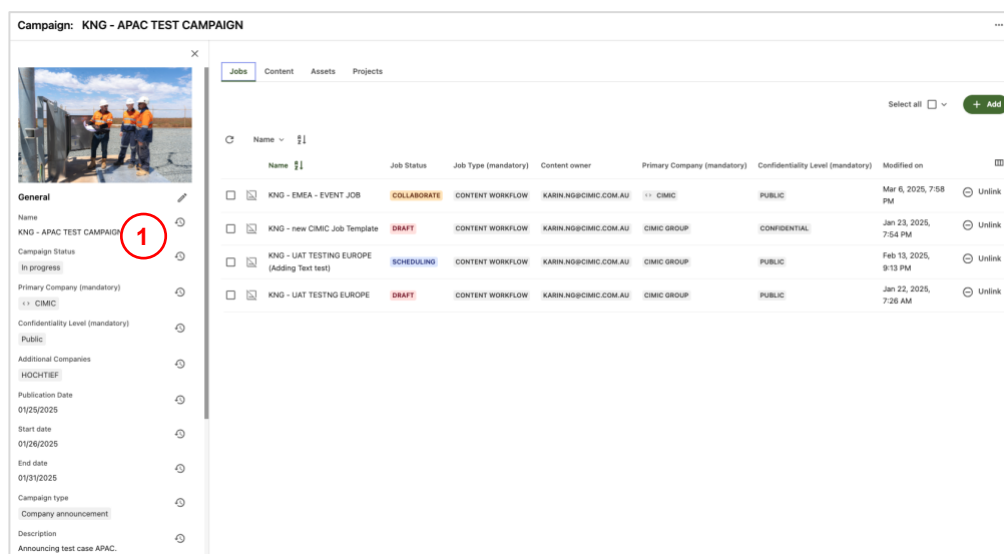 Campaign: KNG - APAC TEST CAMPAIGN
General
Name
KNG - APAC TEST CAMPAIGN
1
Campaign Status
In progress
Primary Company (mandatory)
CIMIC
Confidentiality Level (mandatory)
Public
Additional Companies
HOCHTIEF
Publication Date
01/25/2025
Start date
01/26/2025
End date
01/31/2025
Campaign type
Company announcement
Description
Announcing test case APAC.
Jobs Content Assets Projects
Select all
+ Add
Name
Name Job Status Job Type (mandatory) Content owner Primary Company (mandatory) Confidentiality Level (mandatory) Modified on
KNG - EMEA - EVENT JOB COLLABORATE CONTENT WORKFLOW KARIN.NG@CIMIC.COM.AU CIMIC PUBLIC Mar 6, 2025, 7:58 PM Unlink
KNG - new CIMIC Job Template DRAFT CONTENT WORKFLOW KARIN.NG@CIMIC.COM.AU CIMIC GROUP CONFIDENTIAL Jan 23, 2025, 7:54 PM Unlink
KNG - UAT TESTING EUROPE (Adding Text test) SCHEDULING CONTENT WORKFLOW KARIN.NG@CIMIC.COM.AU CIMIC GROUP PUBLIC Feb 13, 2025, 9:13 PM Unlink
KNG - UAT TESTNG EUROPE DRAFT CONTENT WORKFLOW KARIN.NG@CIMIC.COM.AU CIMIC GROUP PUBLIC Jan 22, 2025, 7:26 AM Unlink